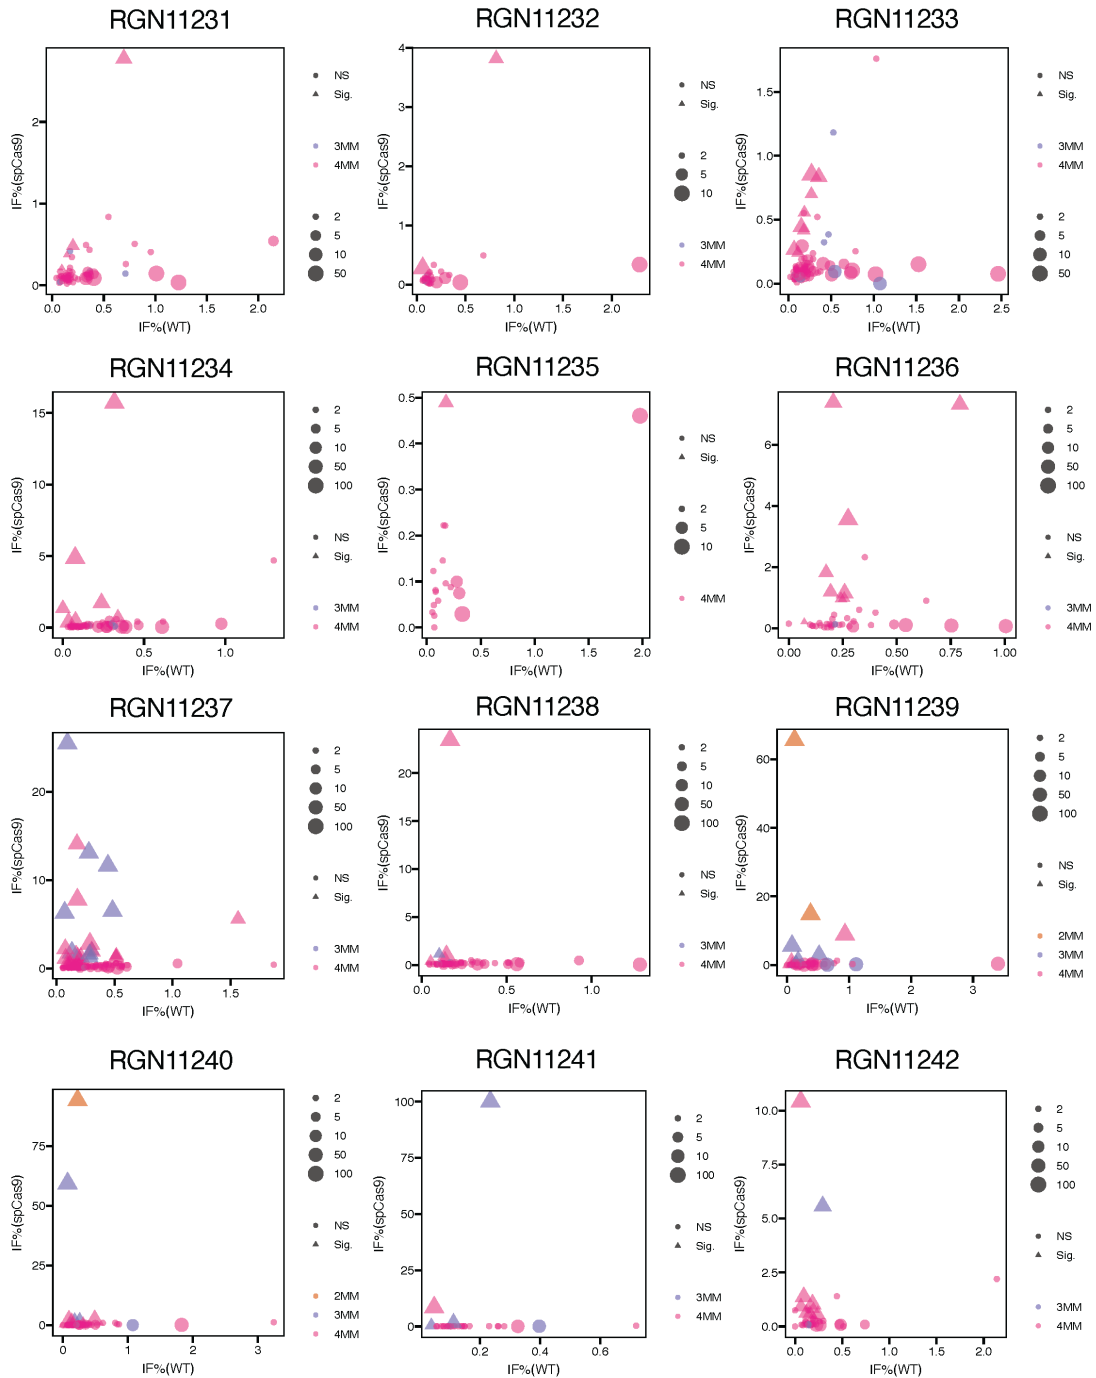 RGN11231
RGN11232
RGN11233
IF%(spCas9)
2
1
0
0.0 0.5 1.0 1.5 2.0
IF%(WT)
NS
Sig.
3MM
4MM
2
5
10
50
IF%(spCas9)
4
3
2
1
0
0.0 0.5 1.0 1.5 2.0
IF%(WT)
NS
Sig.
2
5
10
3MM
4MM
IF%(spCas9)
1.5
1.0
0.5
0.0
0.0 0.5 1.0 1.5 2.0 2.5
IF%(WT)
NS
Sig.
3MM
4MM
2
5
10
50
RGN11234
RGN11235
RGN11236
IF%(spCas9)
15
10
5
0
0.0 0.5 1.0
IF%(WT)
2
5
10
50
100
NS
Sig.
3MM
4MM
IF%(spCas9)
0.5
0.4
0.3
0.2
0.1
0.0
0.0 0.5 1.0 1.5 2.0
IF%(WT)
NS
Sig.
2
5
10
4MM
IF%(spCas9)
6
4
2
0
0.00 0.25 0.50 0.75 1.00
IF%(WT)
2
5
10
50
100
NS
Sig.
3MM
4MM
RGN11237
RGN11238
RGN11239
IF%(spCas9)
20
10
0
0.0 0.5 1.0 1.5
IF%(WT)
2
5
10
50
100
NS
Sig.
3MM
4MM
IF%(spCas9)
20
15
10
5
0
0.0 0.5 1.0
IF%(WT)
2
5
10
50
100
NS
Sig.
3MM
4MM
IF%(spCas9)
60
40
20
0
0 1 2 3
IF%(WT)
2
5
10
50
100
NS
Sig.
2MM
3MM
4MM
RGN11240
RGN11241
RGN11242
IF%(spCas9)
75
50
25
0
0 1 2 3
IF%(WT)
2
5
10
50
100
NS
Sig.
2MM
3MM
4MM
IF%(spCas9)
100
75
50
25
0
0.2 0.6
IF%(WT)
2
5
10
100
NS
Sig.
3MM
4MM
IF%(spCas9)
10.0
7.5
5.0
2.5
0.0
0.0 0.5 1.0 1.5 2.0
IF%(WT)
2
5
10
50
100
NS
Sig.
3MM
4MM